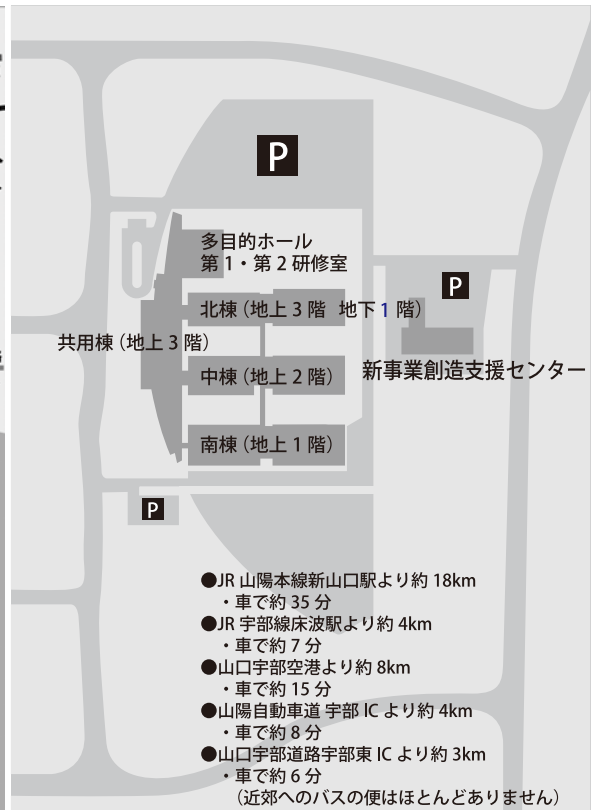 P
多目的ホール
第1・第2研修室
P
北棟（地上3階 地下1階）
共用棟（地上3階）
中棟（地上2階）
新事業創造支援センター
南棟（地上1階）
P
●JR 山陽本線新山口駅より約 18km
・車で約 35 分
●JR 宇部線床波駅より約 4km
・車で約 7 分
●山口宇部空港より約 8km
・車で約 15 分
●山陽自動車道 宇部 IC より約 4km
・車で約 8 分
●山口宇部道路宇部東 IC より約 3km
・車で約 6 分
（近郊へのバスの便はほとんどありません）